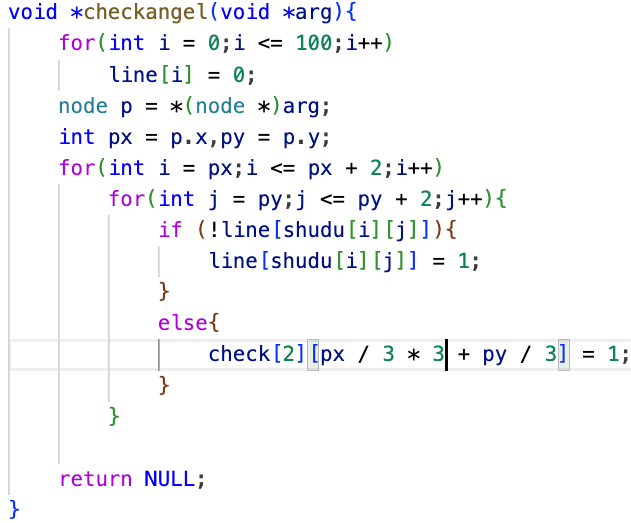 void *checkangel(void *arg){
    for(int i = 0;i <= 100;i++)
        line[i] = 0;
    node p = *(node *)arg;
    int px = p.x,py = p.y;
    for(int i = px;i <= px + 2;i++)
        for(int j = py;j <= py + 2;j++){
            if (!line[shudu[i][j]]){
                line[shudu[i][j]] = 1;
            }
            else{
                check[2][px / 3 * 3 + py / 3] = 1;
            }
        }

    return NULL;
}